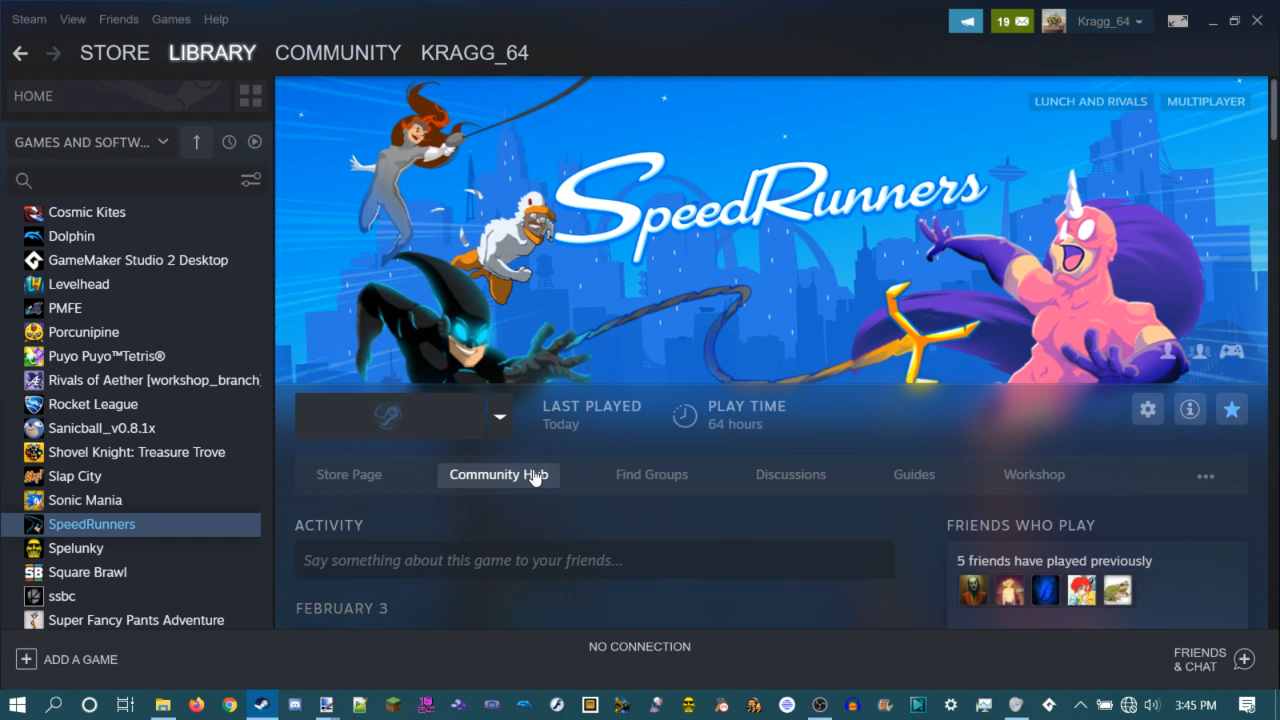 Steam View Friends Games Help
19
Kragg_64
STORE LIBRARY COMMUNITY KRAGG_64
HOME
LUNCH AND RIVALS
MULTIPLAYER
GAMES AND SOFTW...
SpeedRunners
Cosmic Kites
Dolphin
GameMaker Studio 2 Desktop
Levelhead
PMFE
Porcunipine
Puyo Puyo™Tetris®
Rivals of Aether [workshop_branch]
Rocket League
Sanicball_v0.8.1x
Shovel Knight: Treasure Trove
Slap City
Sonic Mania
SpeedRunners
Spelunky
SB Square Brawl
ssbc
Super Fancy Pants Adventure
LAST PLAYED
Today
PLAY TIME
64 hours
Store Page Community Hub Find Groups Discussions Guides Workshop
ACTIVITY
Say something about this game to your friends...
FEBRUARY 3
FRIENDS WHO PLAY
5 friends have played previously
ADD A GAME
NO CONNECTION
FRIENDS
& CHAT
3:45 PM